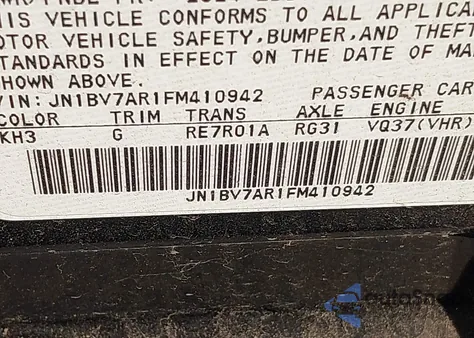 THIS VEHICLE CONFORMS TO ALL APPLICA
MOTOR VEHICLE SAFETY, BUMPER, AND THEFT
STANDARDS IN EFFECT ON THE DATE OF MA
SHOWN ABOVE.
VIN: JN1BV7AR1FM410942 PASSENGER CAR
COLOR TRIM TRANS AXLE ENGINE
KH3 G RE7R01A RG31 VQ37(VHR)
JN1BV7AR1FM410942